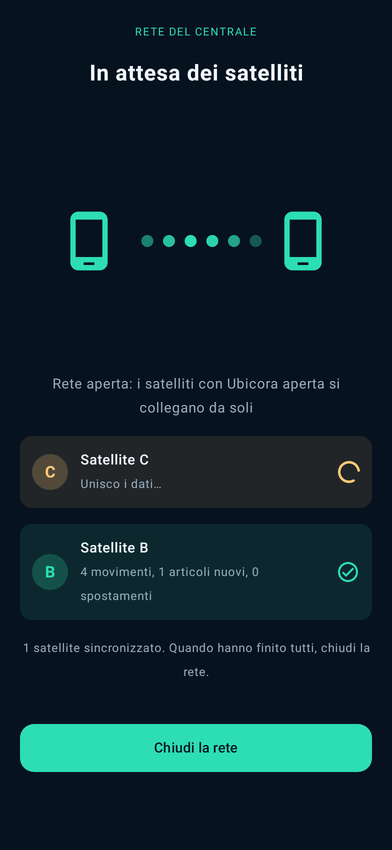 RETE DEL CENTRALE
In attesa dei satelliti
Rete aperta: i satelliti con Ubicora aperta si
collegano da soli
C
Satellite C
Unisco i dati…
B
Satellite B
4 movimenti, 1 articoli nuovi, 0
spostamenti
1 satellite sincronizzato. Quando hanno finito tutti, chiudi la
rete.
Chiudi la rete